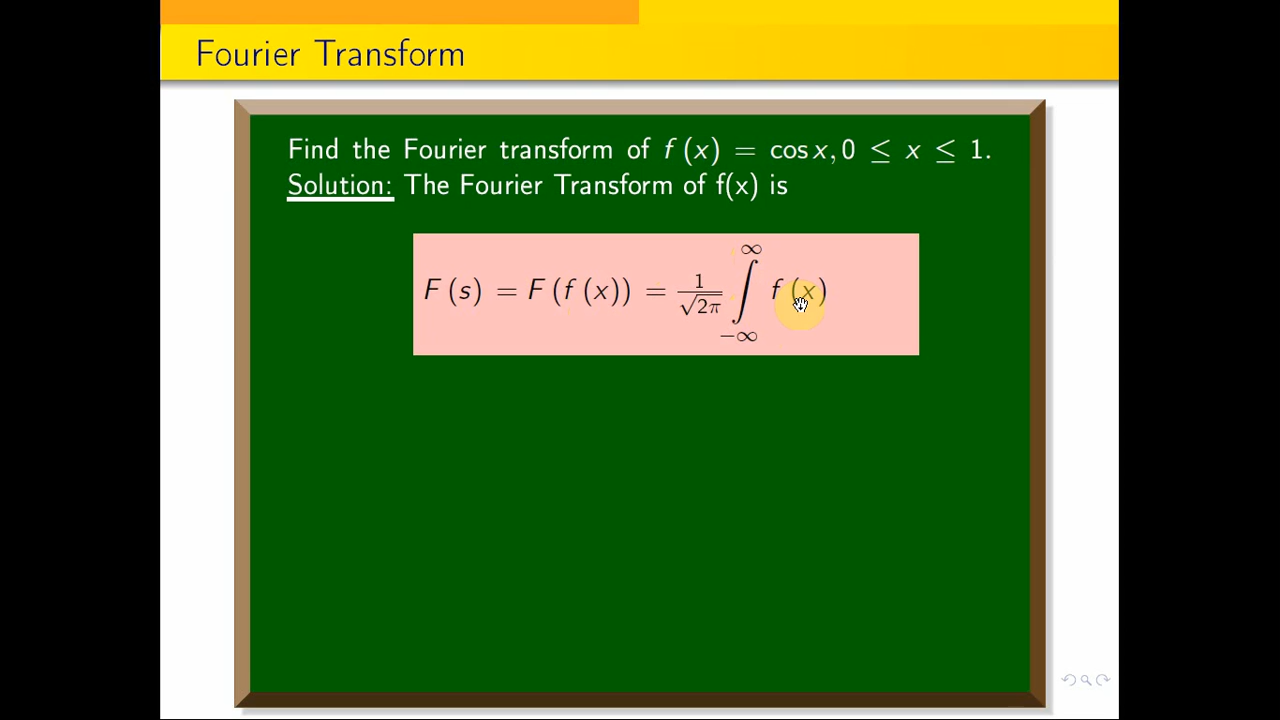 Fourier Transform
Find the Fourier transform of f (x) = cos x, 0 ≤ x ≤ 1.
Solution: The Fourier Transform of f(x) is
F (s) = F (f (x)) = 1/√2π ∫_{-∞}^{∞} f (x)